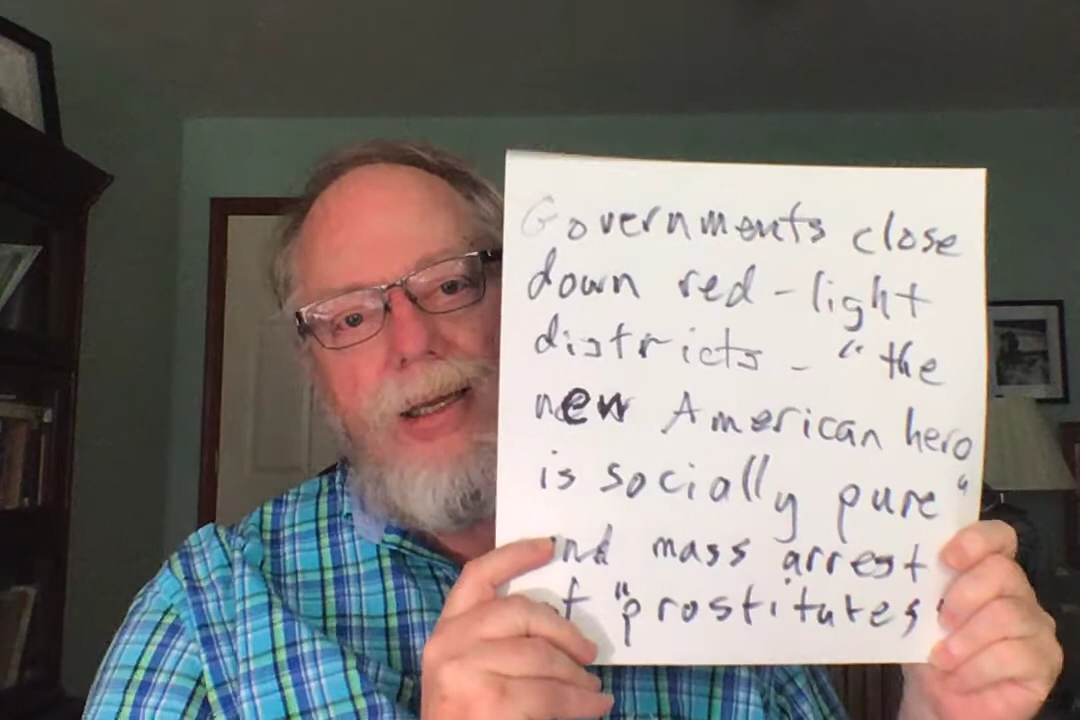 Governments close
down red-light
districts - "the
new American hero
is socially pure"
and mass arrest
of "prostitutes"